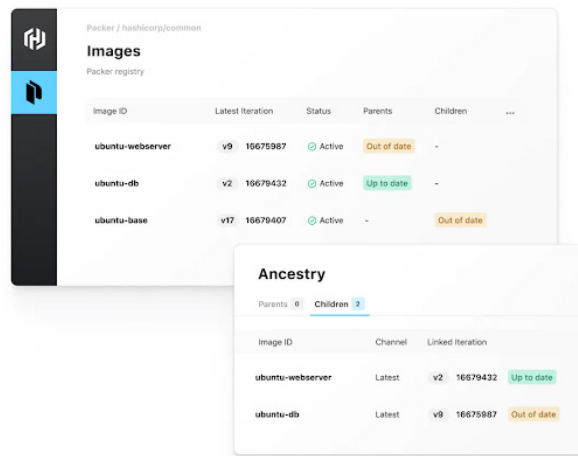 Packer / hashicorp/common
Images
Packer registry
Image ID Latest Iteration Status Parents Children ...
ubuntu-webserver v9 16675987 Active Out of date -
ubuntu-db v2 16679432 Active Up to date -
ubuntu-base v17 16679407 Active - Out of date
Ancestry
Parents 0 Children 2
Image ID Channel Linked Iteration
ubuntu-webserver Latest v2 16679432 Up to date
ubuntu-db Latest v9 16675987 Out of date